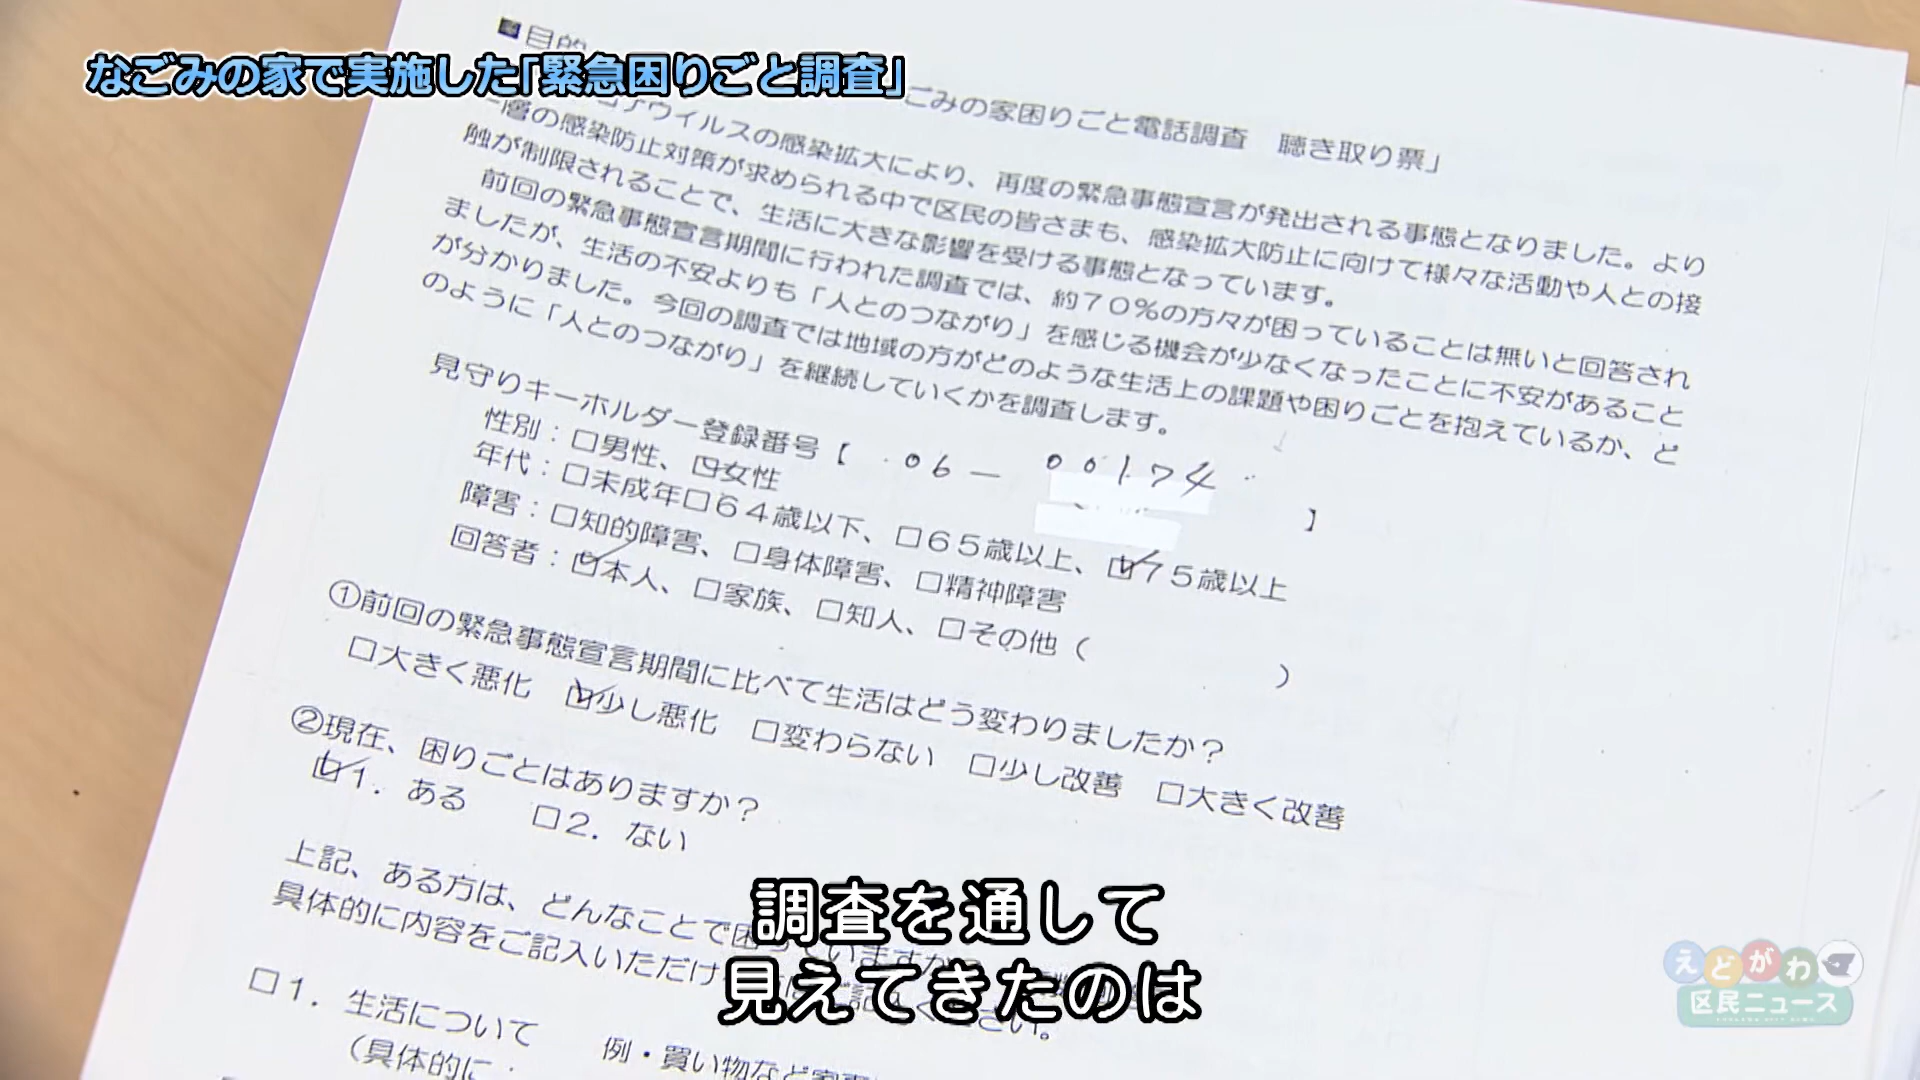 なごみの家で実施した「緊急困りごと調査」
■目的
ごみの家困りごと電話調査 聴き取り票」
ウイルスの感染拡大により、再度の緊急事態宣言が発出される事態となりました。より
一層の感染防止対策が求められる中で区民の皆さまも、感染拡大防止に向けて様々な活動や人との接
触が制限されることで、生活に大きな影響を受ける事態となっています。
前回の緊急事態宣言期間に行われた調査では、約70%の方々が困っていることは無いと回答され
ましたが、生活の不安よりも「人とのつながり」を感じる機会が少なくなったことに不安があること
が分かりました。今回の調査では地域の方がどのような生活上の課題や困りごとを抱えているか、ど
のように「人とのつながり」を継続していくかを調査します。
見守りキーホルダー登録番号【 06－00174 】
性別：□男性、☑女性
年代：□未成年□64歳以下、□65歳以上、☑75歳以上
障害：□知的障害、□身体障害、□精神障害
回答者：☑本人、□家族、□知人、□その他（ ）
①前回の緊急事態宣言期間に比べて生活はどう変わりましたか？
□大きく悪化 ☑少し悪化 □変わらない □少し改善 □大きく改善
②現在、困りごとはありますか？
☑1．ある □2．ない
上記、ある方は、どんなことで困っていますか
具体的に内容をご記入いただけ
□1．生活について 例・買い物など家事
（具体的に：
調査を通して
見えてきたのは
えどがわ
区民ニュース